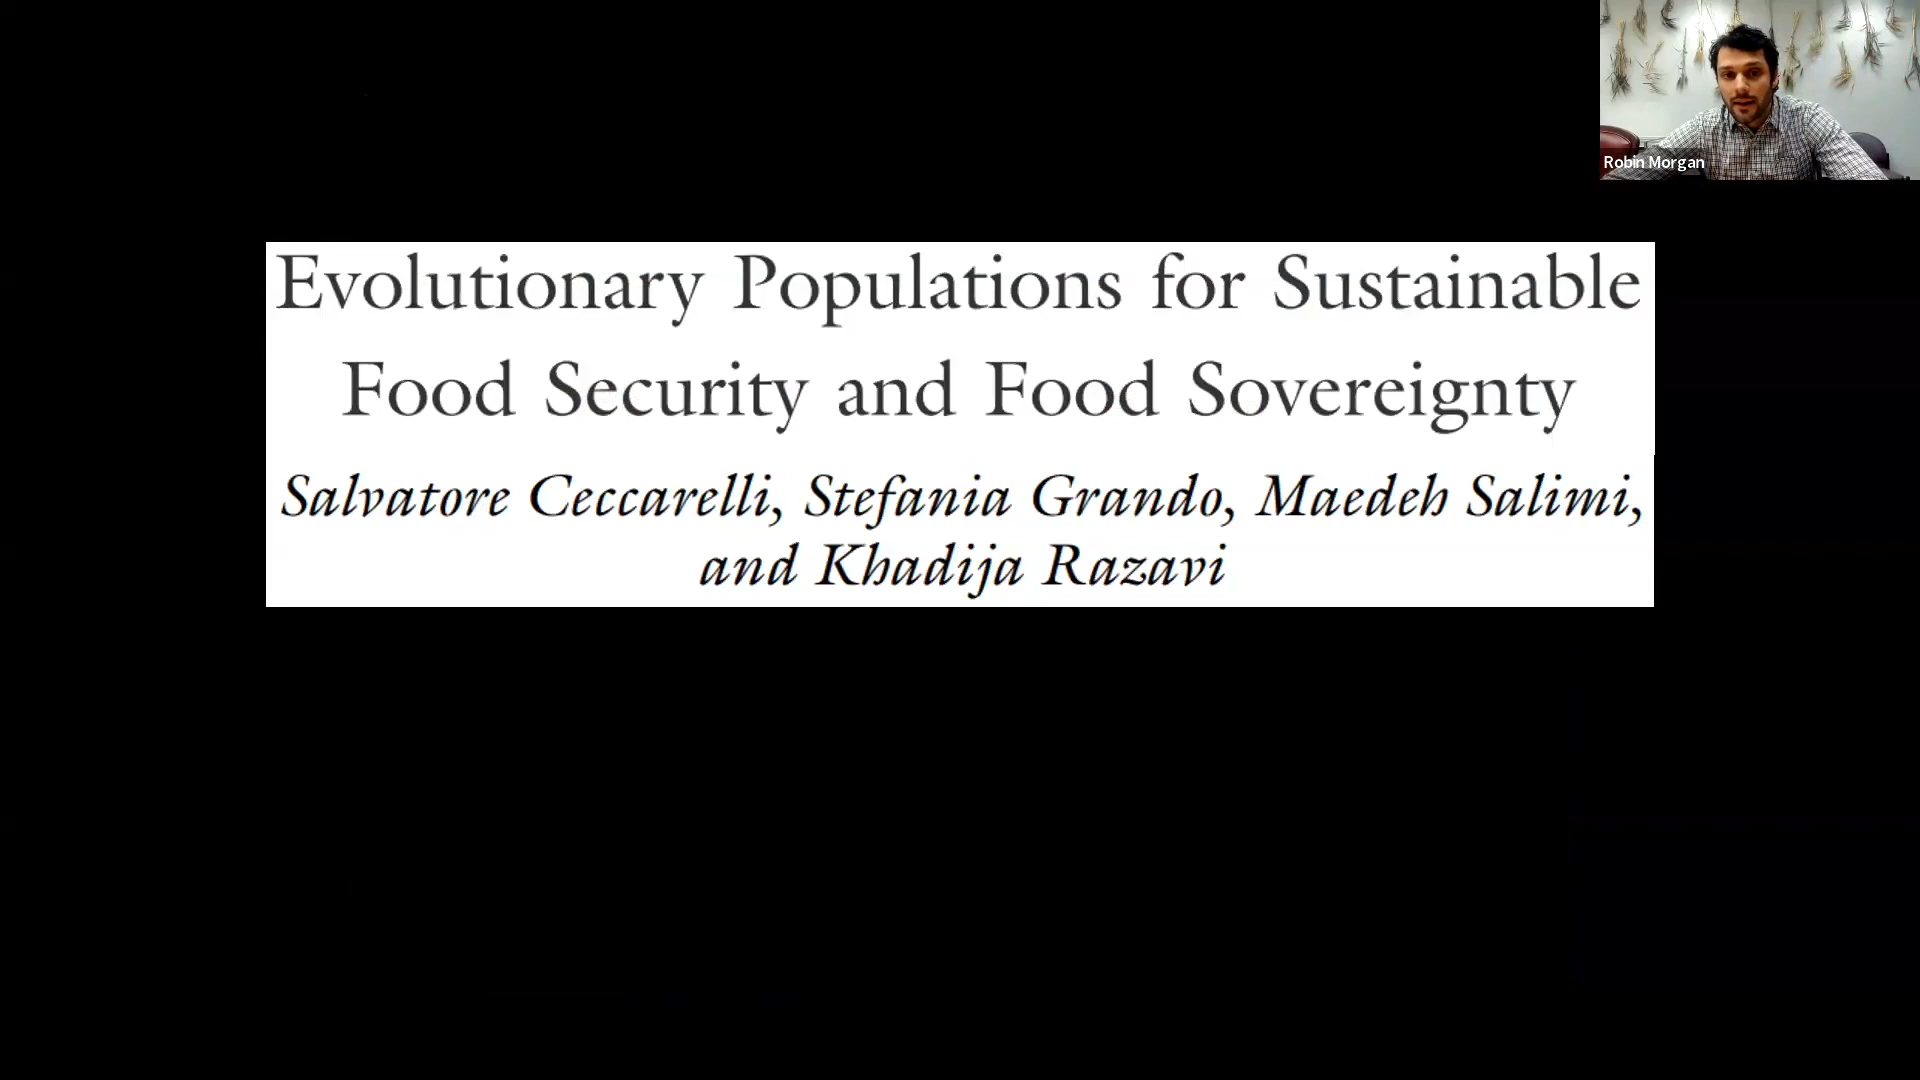 Robin Morgan
Evolutionary Populations for Sustainable
Food Security and Food Sovereignty
Salvatore Ceccarelli, Stefania Grando, Maedeh Salimi,
and Khadija Razavi